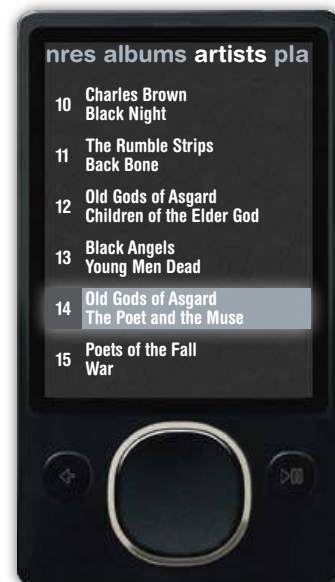 nres albums artists pla
10 Charles Brown
Black Night
11 The Rumble Strips
Back Bone
12 Old Gods of Asgard
Children of the Elder God
13 Black Angels
Young Men Dead
14 Old Gods of Asgard
The Poet and the Muse
15 Poets of the Fall
War